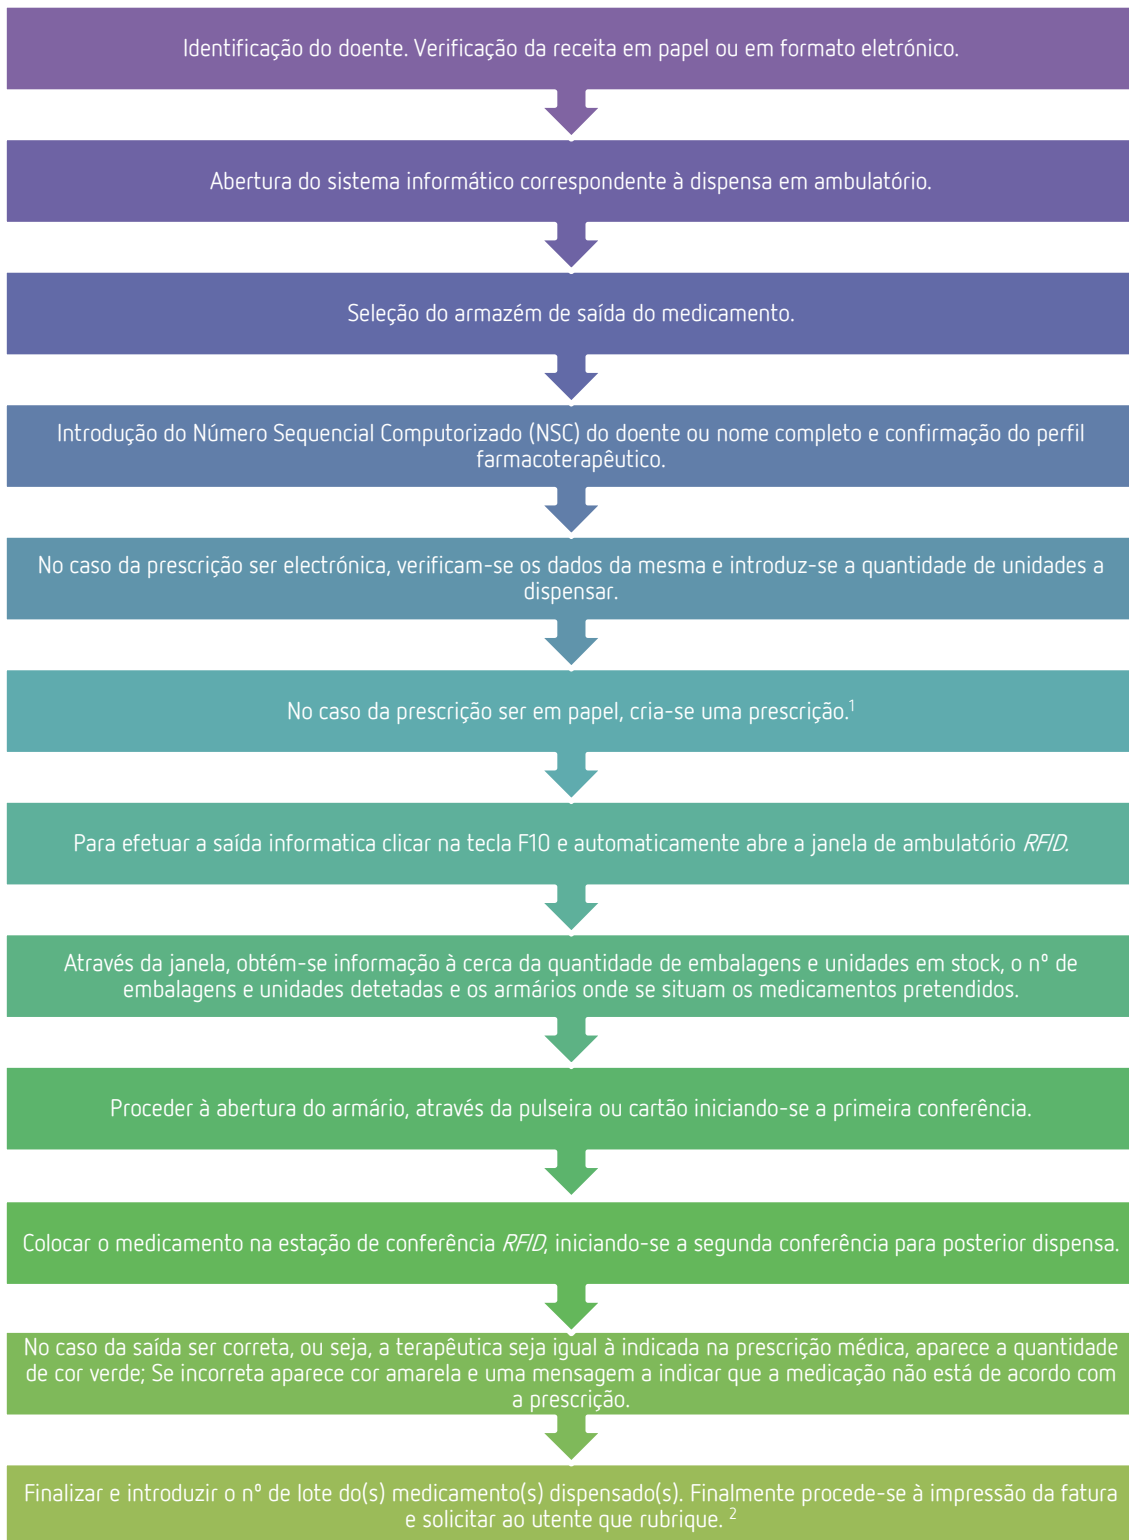 Identificação do doente. Verificação da receita em papel ou em formato eletrónico.
Abertura do sistema informático correspondente à dispensa em ambulatório.
Seleção do armazém de saída do medicamento.
Introdução do Número Sequencial Computorizado (NSC) do doente ou nome completo e confirmação do perfil
farmacoterapêutico.
No caso da prescrição ser electrónica, verificam-se os dados da mesma e introduz-se a quantidade de unidades a
dispensar.
No caso da prescrição ser em papel, cria-se uma prescrição.¹
Para efetuar a saída informatica clicar na tecla F10 e automaticamente abre a janela de ambulatório RFID.
Através da janela, obtém-se informação à cerca da quantidade de embalagens e unidades em stock, o nº de
embalagens e unidades detetadas e os armários onde se situam os medicamentos pretendidos.
Proceder à abertura do armário, através da pulseira ou cartão iniciando-se a primeira conferência.
Colocar o medicamento na estação de conferência RFID, iniciando-se a segunda conferência para posterior dispensa.
No caso da saída ser correta, ou seja, a terapêutica seja igual à indicada na prescrição médica, aparece a quantidade
de cor verde; Se incorreta aparece cor amarela e uma mensagem a indicar que a medicação não está de acordo com
a prescrição.
Finalizar e introduzir o nº de lote do(s) medicamento(s) dispensado(s). Finalmente procede-se à impressão da fatura
e solicitar ao utente que rubrique. ²